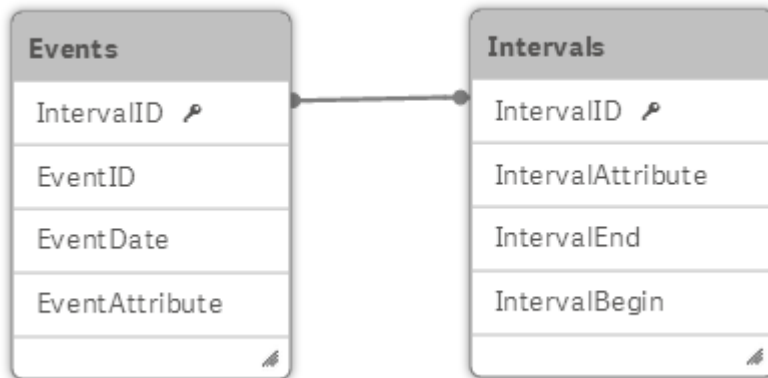 Events
IntervalID
EventID
EventDate
EventAttribute
Intervals
IntervalID
IntervalAttribute
IntervalEnd
IntervalBegin